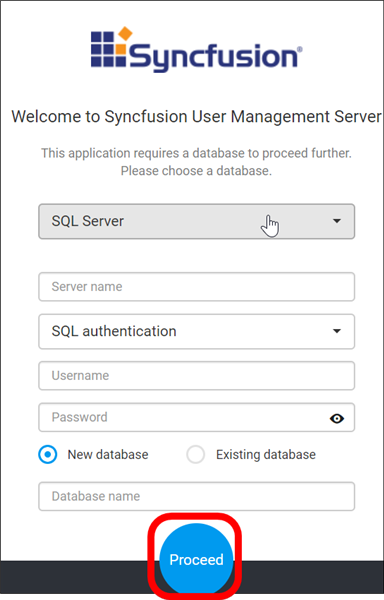 Syncfusion®
Welcome to Syncfusion User Management Server
This application requires a database to proceed further.
Please choose a database.
SQL Server
Server name
SQL authentication
Username
Password
New database Existing database
Database name
Proceed